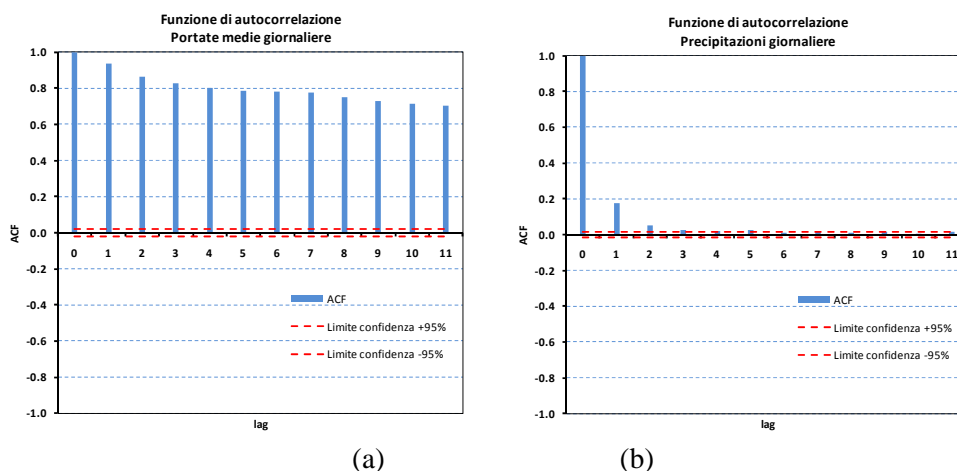 Funzione di autocorrelazione
Portate medie giornaliere
1.0
0.8
0.6
0.4
0.2
0.0
-0.2
-0.4
-0.6
-0.8
-1.0
ACF
0 1 2 3 4 5 6 7 8 9 10 11
ACF
Limite confidenza +95%
Limite confidenza -95%
lag
(a)
Funzione di autocorrelazione
Precipitazioni giornaliere
1.0
0.8
0.6
0.4
0.2
0.0
-0.2
-0.4
-0.6
-0.8
-1.0
ACF
0 1 2 3 4 5 6 7 8 9 10 11
ACF
Limite confidenza +95%
Limite confidenza -95%
lag
(b)